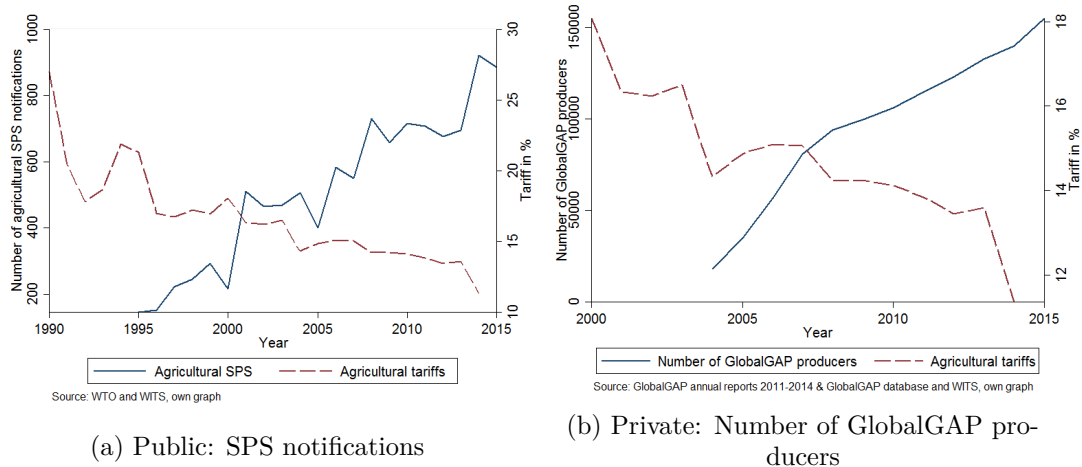 Number of agricultural SPS notifications
200 400 600 800 1000
Tariff in %
10 15 20 25 30
1990 1995 2000 2005 2010 2015
Year
Agricultural SPS Agricultural tariffs
Source: WTO and WITS, own graph
(a) Public: SPS notifications
Number of GlobalGAP producers
0 50000 100000 150000
Tariff in %
12 14 16 18
2000 2005 2010 2015
Year
Number of GlobalGAP producers Agricultural tariffs
Source: GlobalGAP annual reports 2011-2014 & GlobalGAP database and WITS, own graph
(b) Private: Number of GlobalGAP pro-
ducers